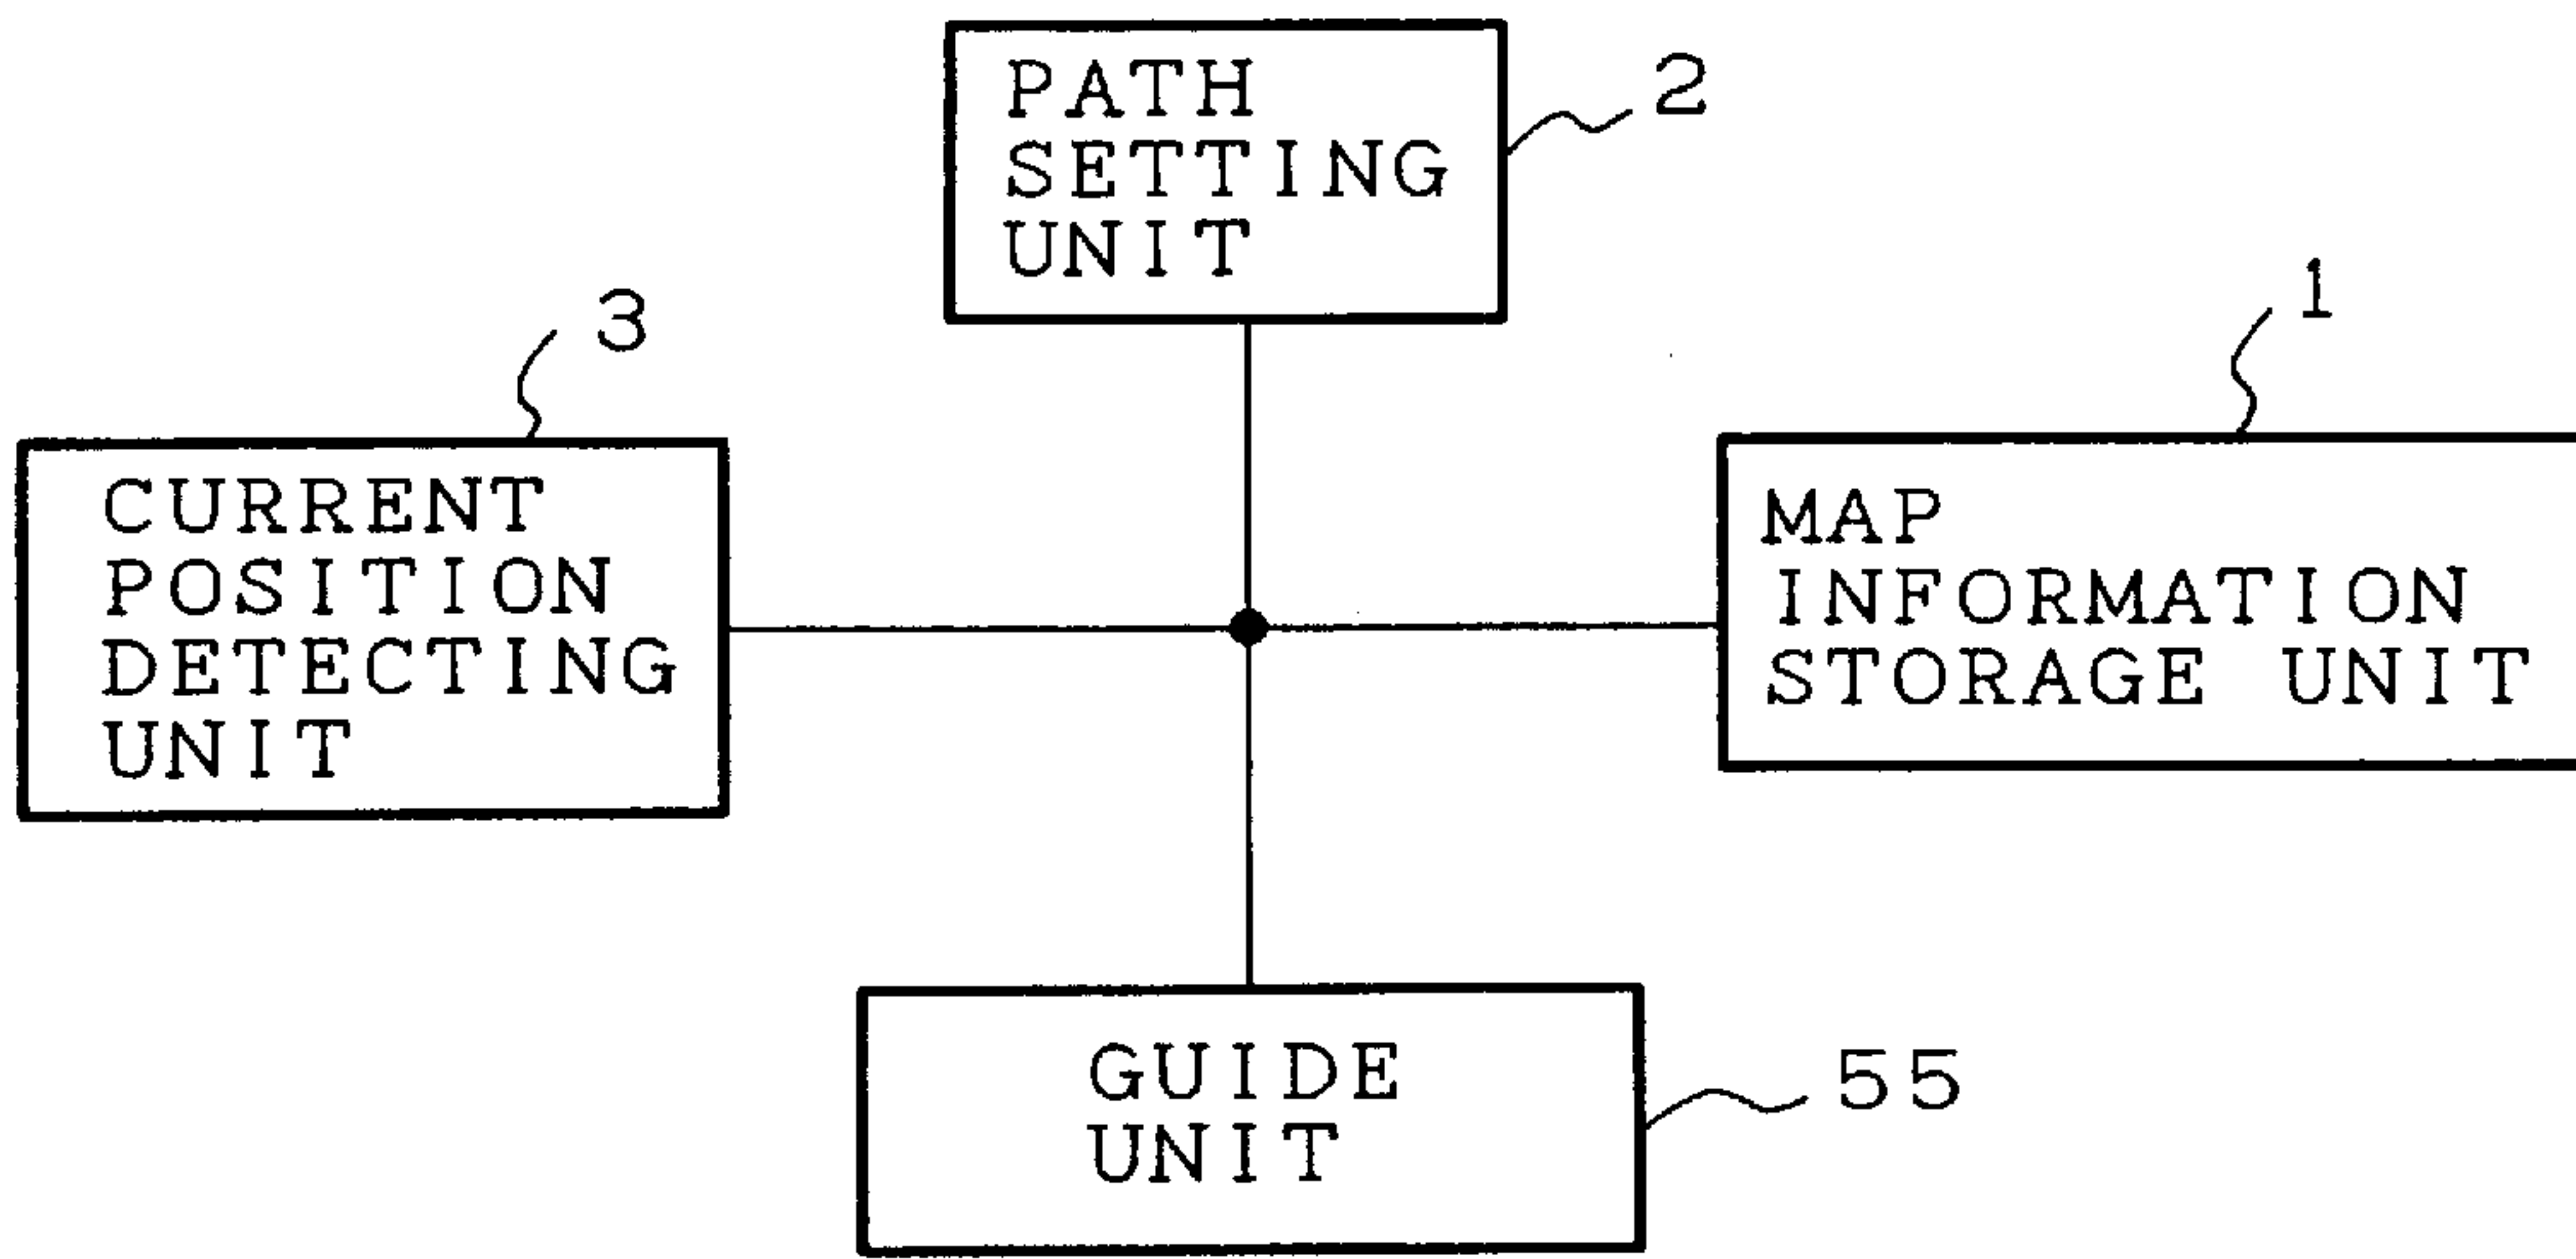 PATH
SETTING
UNIT
2
3
CURRENT
POSITION
DETECTING
UNIT
1
MAP
INFORMATION
STORAGE UNIT
GUIDE
UNIT
55